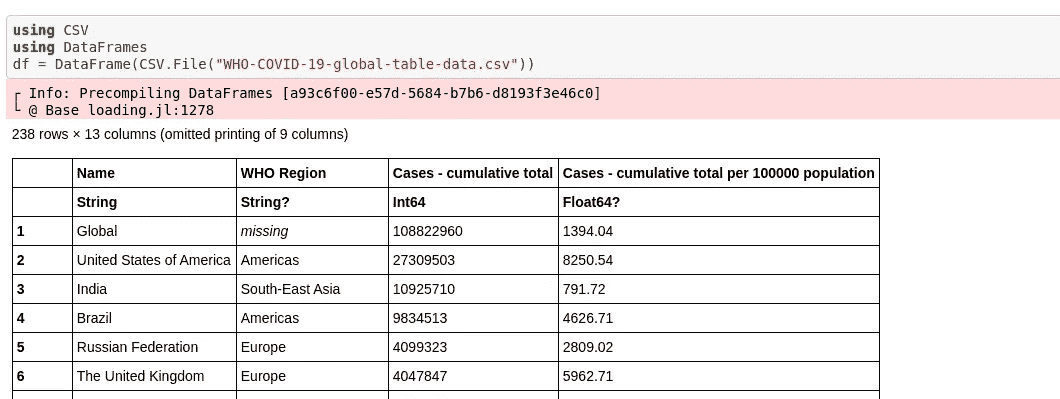 using CSV
using DataFrames
df = DataFrame(CSV.File("WHO-COVID-19-global-table-data.csv"))
┌ Info: Precompiling DataFrames [a93c6f00-e57d-5684-b7b6-d8193f3e46c0]
└ @ Base loading.jl:1278
238 rows × 13 columns (omitted printing of 9 columns)
Name WHO Region Cases - cumulative total Cases - cumulative total per 100000 population
String String? Int64 Float64?
1 Global missing 108822960 1394.04
2 United States of America Americas 27309503 8250.54
3 India South-East Asia 10925710 791.72
4 Brazil Americas 9834513 4626.71
5 Russian Federation Europe 4099323 2809.02
6 The United Kingdom Europe 4047847 5962.71